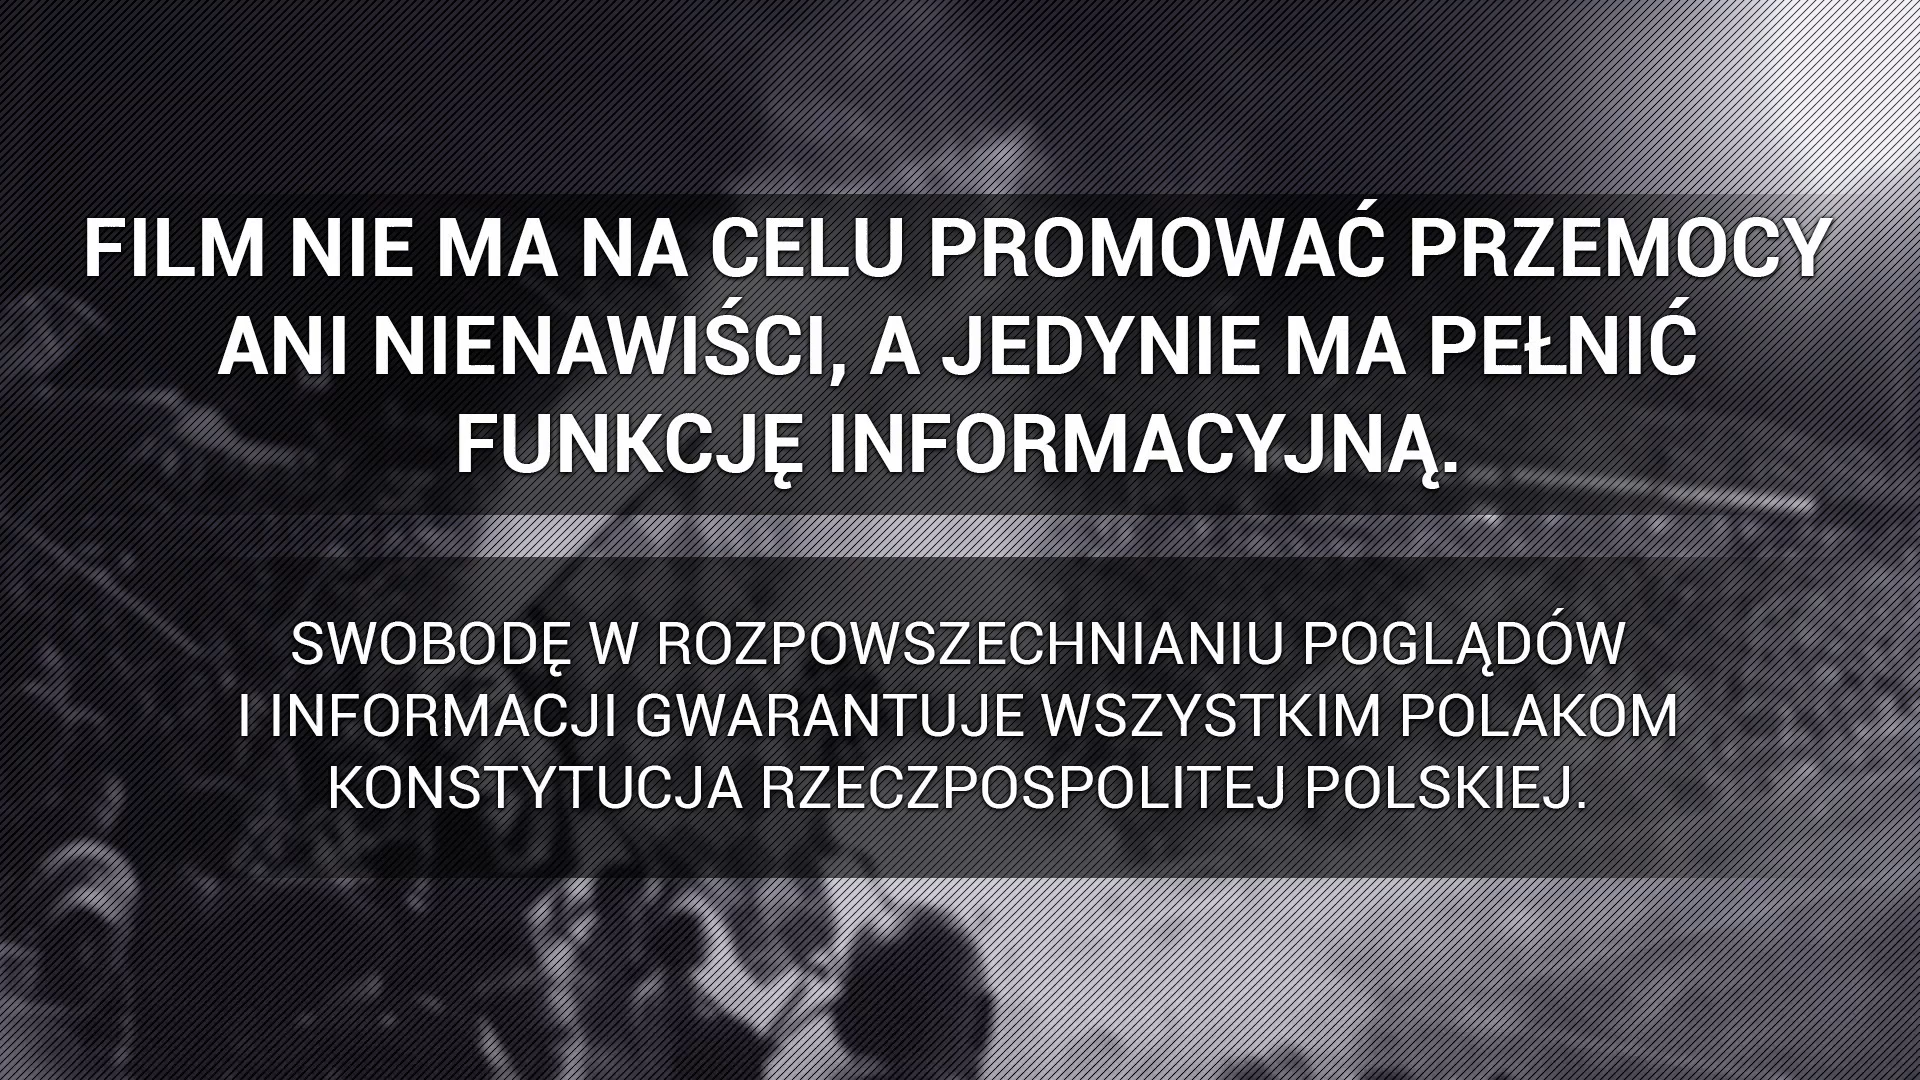 FILM NIE MA NA CELU PROMOWAĆ PRZEMOCY
ANI NIENAWIŚCI, A JEDYNIE MA PEŁNIĆ
FUNKCJĘ INFORMACYJNĄ.
SWOBODĘ W ROZPOWSZECHNIANIU POGLĄDÓW
I INFORMACJI GWARANTUJE WSZYSTKIM POLAKOM
KONSTYTUCJA RZECZPOSPOLITEJ POLSKIEJ.